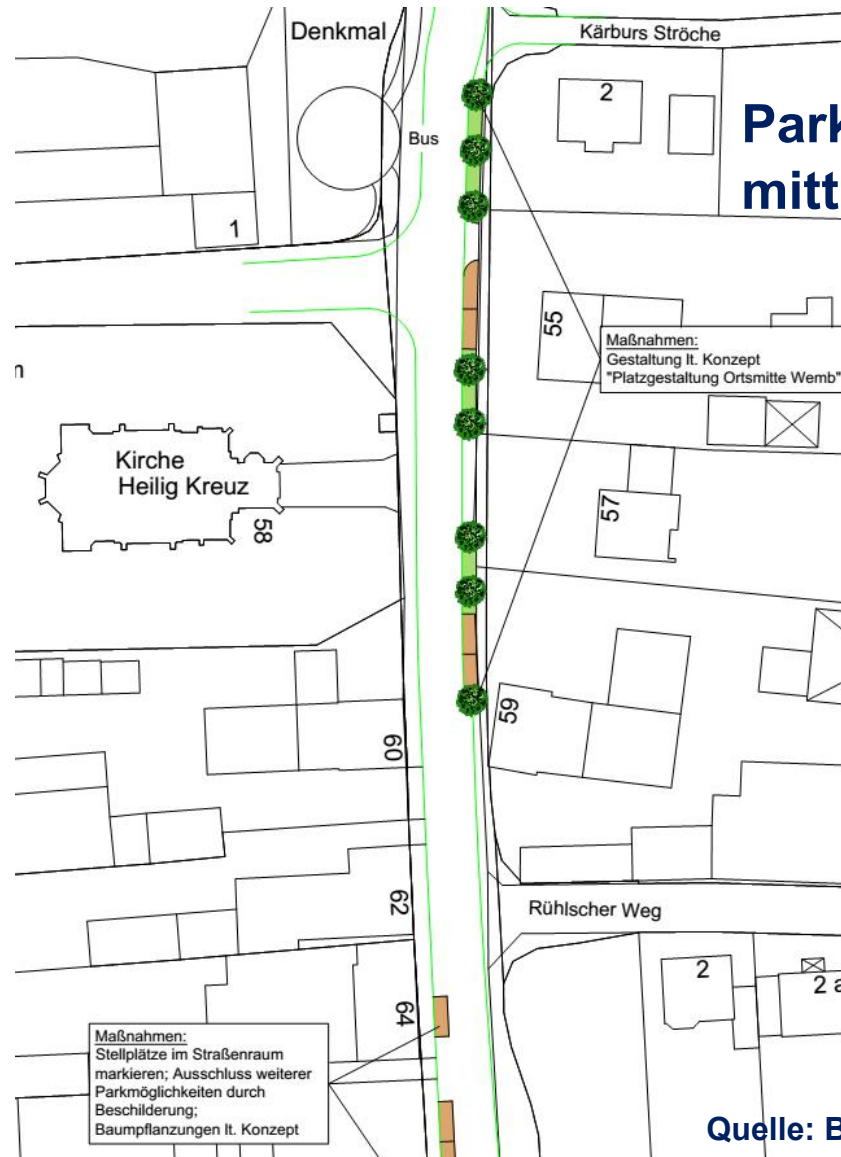 Denkmal
Kärburs Ströche
2
Bus
Park
mitt
1
55
Maßnahmen:
Gestaltung lt. Konzept
"Platzgestaltung Ortsmitte Wemb"
n
Kirche
Heilig Kreuz
58
57
59
60
62
Rühlscher Weg
2
2 a
64
Maßnahmen:
Stellplätze im Straßenraum
markieren; Ausschluss weiterer
Parkmöglichkeiten durch
Beschilderung;
Baumpflanzungen lt. Konzept
Quelle: B